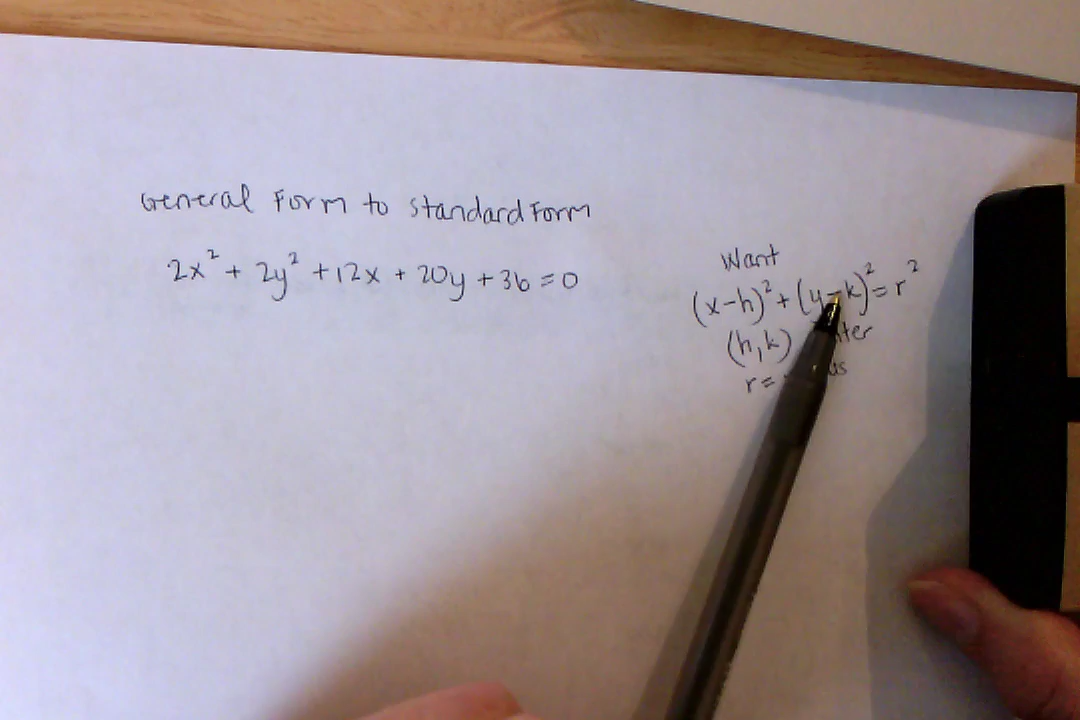 General Form to Standard Form
2x² + 2y² + 12x + 20y + 36 = 0
Want
(x-h)² + (y-k)² = r²
(h,k)
r =